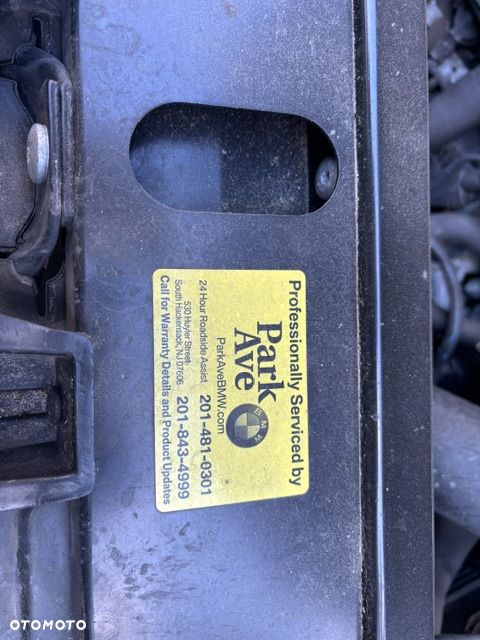 Professionally Serviced by
Park
Ave
BMW
ParkAveBMW.com
24 Hour Roadside Assist 201-481-0301
530 Huyler Street
South Hackensack, NJ 07606 201-843-4999
Call for Warranty Details and Product Updates
OTOMOTO